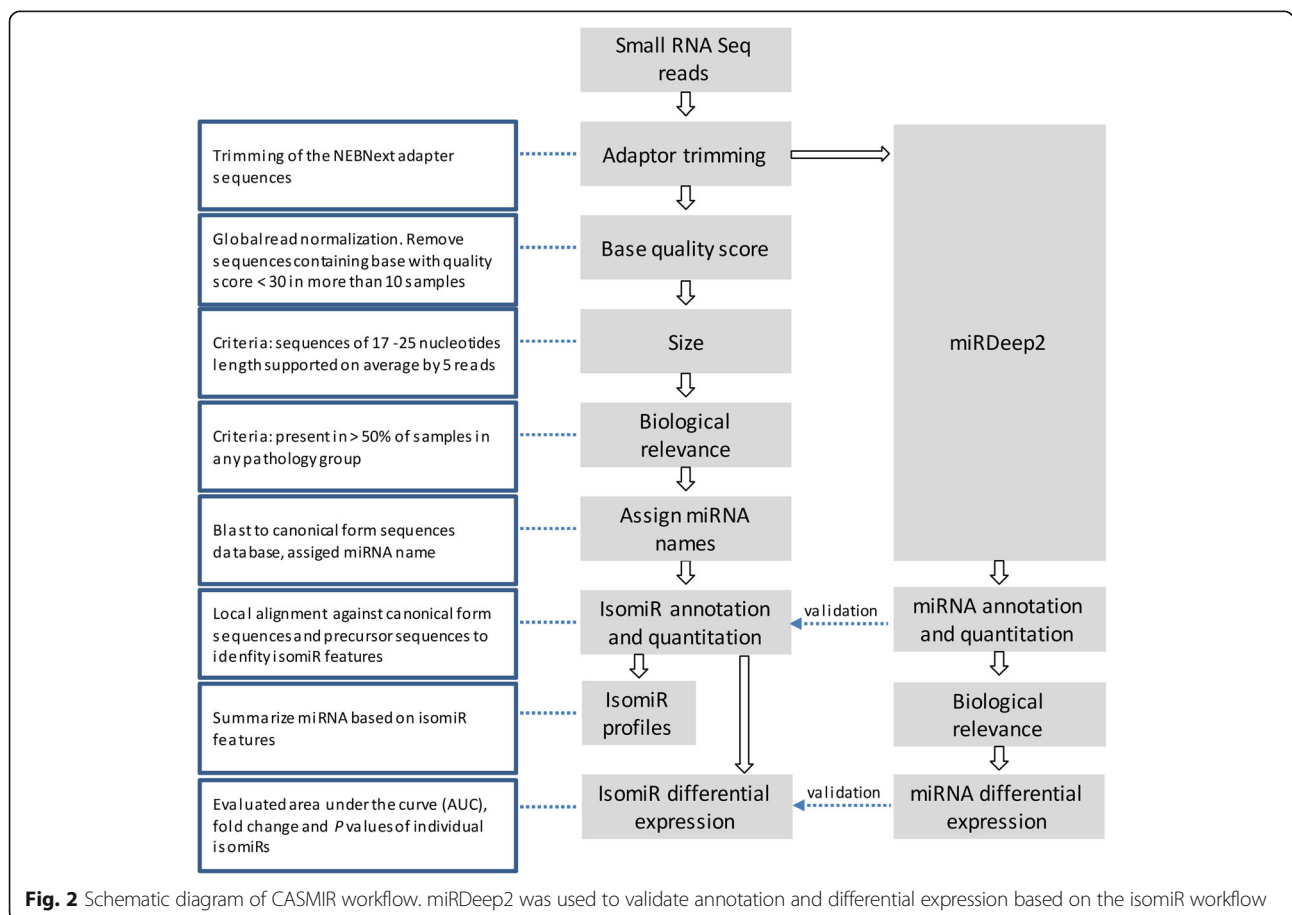 Small RNA Seq
reads
Trimming of the NEBNext adapter
sequences
Adaptor trimming
Global read normalization. Remove
sequences containing base with quality
score < 30 in more than 10 samples
Base quality score
Criteria: sequences of 17 -25 nucleotides
length supported on average by 5 reads
Size
miRDeep2
Criteria: present in > 50% of samples in
any pathology group
Biological
relevance
Blast to canonical form sequences
database, assiged miRNA name
Assign miRNA
names
Local alignment against canonical form
sequences and precursor sequences to
idenfity isomiR features
IsomiR annotation
and quantitation
validation
miRNA annotation
and quantitation
Summarize miRNA based on isomiR
features
IsomiR
profiles
Biological
relevance
Evaluated area under the curve (AUC),
fold change and P values of individual
isomiRs
IsomiR differential
expression
validation
miRNA differential
expression
Fig. 2 Schematic diagram of CASMIR workflow. miRDeep2 was used to validate annotation and differential expression based on the isomiR workflow